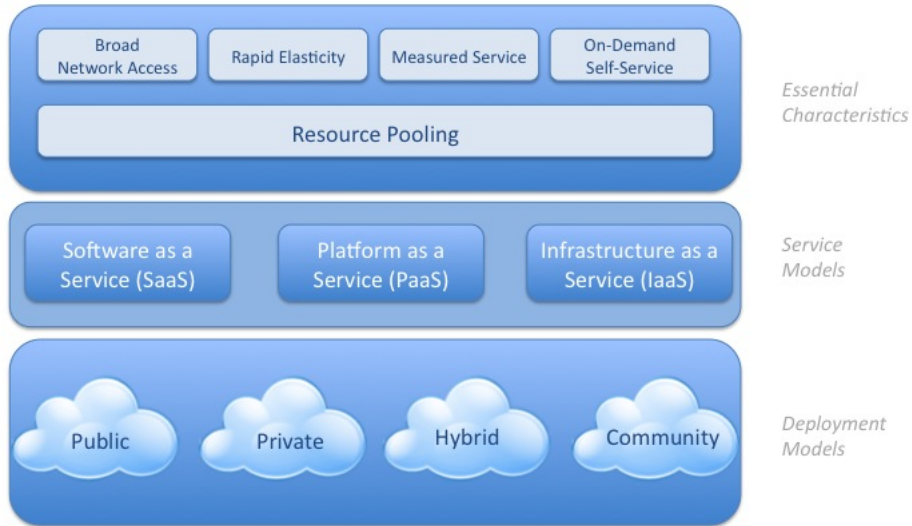 Broad
Network Access
Rapid Elasticity
Measured Service
On-Demand
Self-Service
Resource Pooling
Essential
Characteristics
Software as a
Service (SaaS)
Platform as a
Service (PaaS)
Infrastructure as a
Service (IaaS)
Service
Models
Public
Private
Hybrid
Community
Deployment
Models